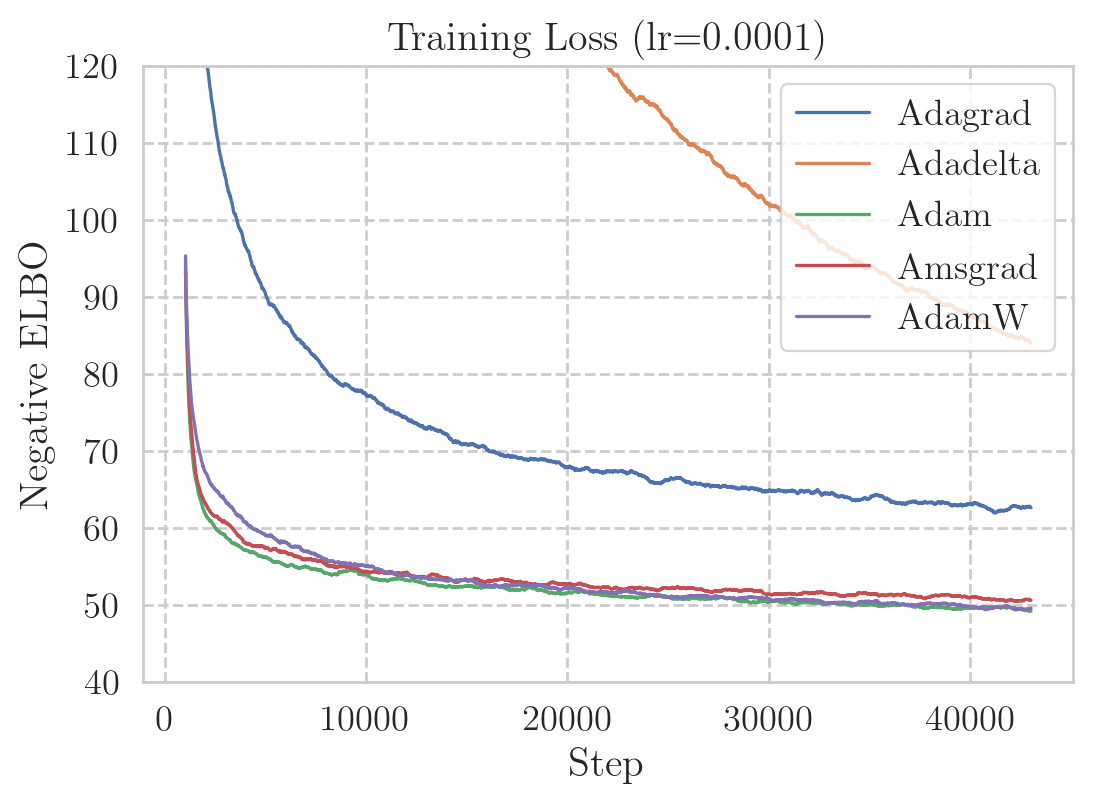 Training Loss (lr=0.0001)
120
110
100
90
80
70
60
50
40
Negative ELBO
Adagrad
Adadelta
Adam
Amsgrad
AdamW
0 10000 20000 30000 40000
Step